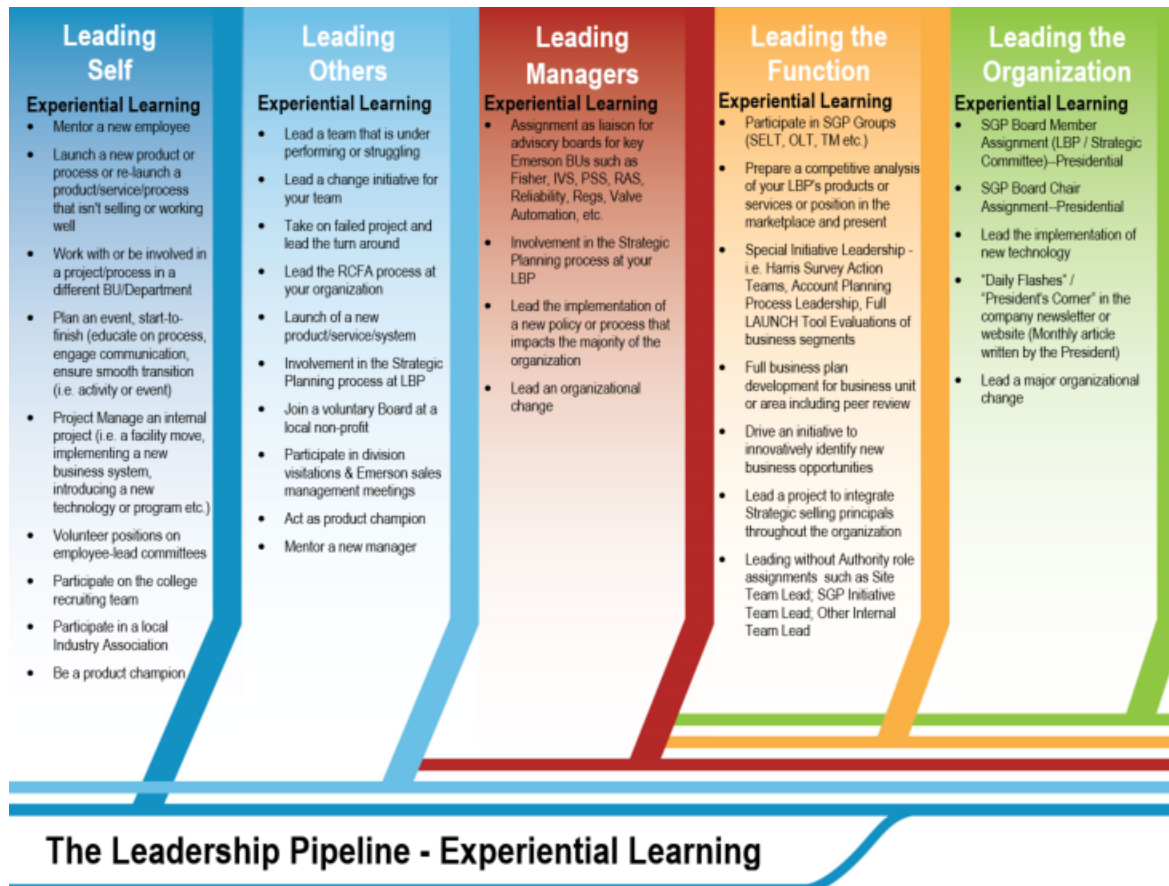 Leading
Self
Experiential Learning
• Mentor a new employee
• Launch a new product or
process or re-launch a
product/service/process
that isn't selling or working
well
• Work with or be involved in
a project/process in a
different BU/Department
• Plan an event, start-to-
finish (educate on process,
engage communication,
ensure smooth transition
(i.e. activity or event)
• Project Manage an internal
project (i.e. a facility move,
implementing a new
business system,
introducing a new
technology or program etc.)
• Volunteer positions on
employee-lead committees
• Participate on the college
recruiting team
• Participate in a local
Industry Association
• Be a product champion
Leading
Others
Experiential Learning
• Lead a team that is under
performing or struggling
• Lead a change initiative for
your team
• Take on failed project and
lead the turn around
• Lead the RCFA process at
your organization
• Launch of a new
product/service/system
• Involvement in the Strategic
Planning process at LBP
• Join a voluntary Board at a
local non-profit
• Participate in division
visitations & Emerson sales
management meetings
• Act as product champion
• Mentor a new manager
Leading
Managers
Experiential Learning
• Assignment as liaison for
advisory boards for key
Emerson BUs such as
Fisher, IVS, PSS, RAS,
Reliability, Regs, Valve
Automation, etc.
• Involvement in the Strategic
Planning process at your
LBP
• Lead the implementation of
a new policy or process that
impacts the majority of the
organization
• Lead an organizational
change
Leading the
Function
Experiential Learning
• Participate in SGP Groups
(SELT, OLT, TM etc.)
• Prepare a competitive analysis
of your LBP's products or
services or position in the
marketplace and present
• Special Initiative Leadership -
i.e. Harris Survey Action
Teams, Account Planning
Process Leadership, Full
LAUNCH Tool Evaluations of
business segments
• Full business plan
development for business unit
or area including peer review
• Drive an initiative to
innovatively identify new
business opportunities
• Lead a project to integrate
Strategic selling principals
throughout the organization
• Leading without Authority role
assignments such as Site
Team Lead; SGP Initiative
Team Lead; Other Internal
Team Lead
Leading the
Organization
Experiential Learning
• SGP Board Member
Assignment (LBP / Strategic
Committee)--Presidential
• SGP Board Chair
Assignment--Presidential
• Lead the implementation of
new technology
• "Daily Flashes" /
"President's Corner" in the
company newsletter or
website (Monthly article
written by the President)
• Lead a major organizational
change
The Leadership Pipeline - Experiential Learning